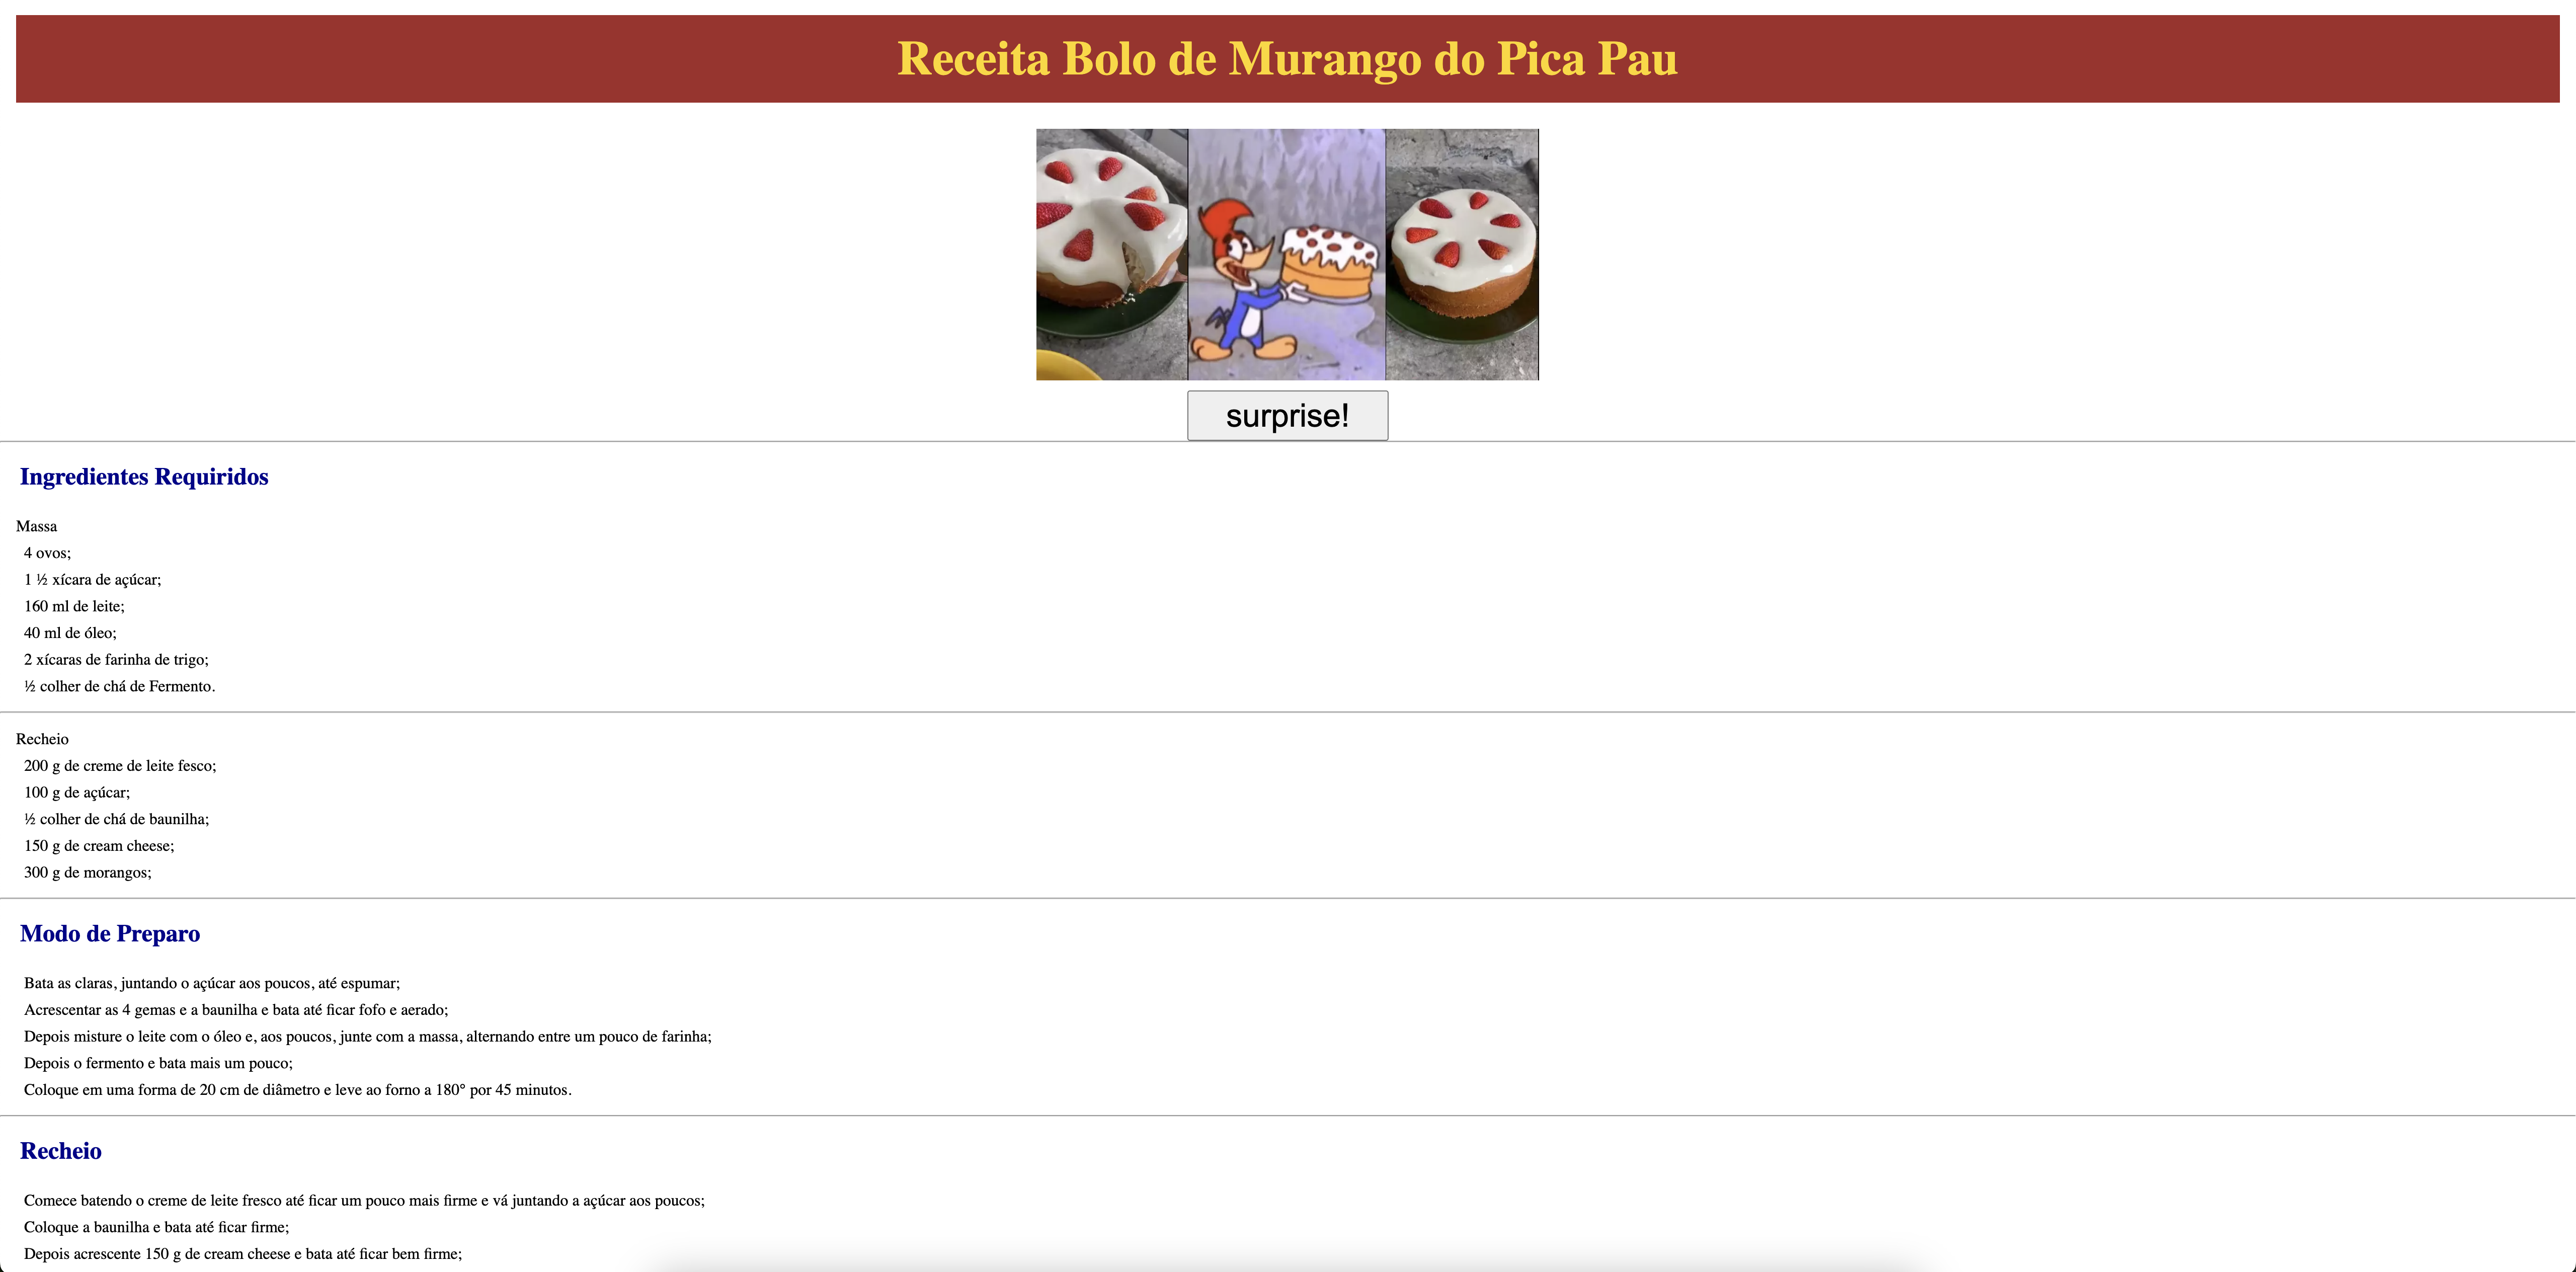 Receita Bolo de Murango do Pica Pau
surprise!
Ingredientes Requiridos
Massa
4 ovos;
1 ½ xícara de açúcar;
160 ml de leite;
40 ml de óleo;
2 xícaras de farinha de trigo;
½ colher de chá de Fermento.
Recheio
200 g de creme de leite fesco;
100 g de açúcar;
½ colher de chá de baunilha;
150 g de cream cheese;
300 g de morangos;
Modo de Preparo
Bata as claras, juntando o açúcar aos poucos, até espumar;
Acrescentar as 4 gemas e a baunilha e bata até ficar fofo e aerado;
Depois misture o leite com o óleo e, aos poucos, junte com a massa, alternando entre um pouco de farinha;
Depois o fermento e bata mais um pouco;
Coloque em uma forma de 20 cm de diâmetro e leve ao forno a 180° por 45 minutos.
Recheio
Comece batendo o creme de leite fresco até ficar um pouco mais firme e vá juntando a açúcar aos poucos;
Coloque a baunilha e bata até ficar firme;
Depois acrescente 150 g de cream cheese e bata até ficar bem firme;